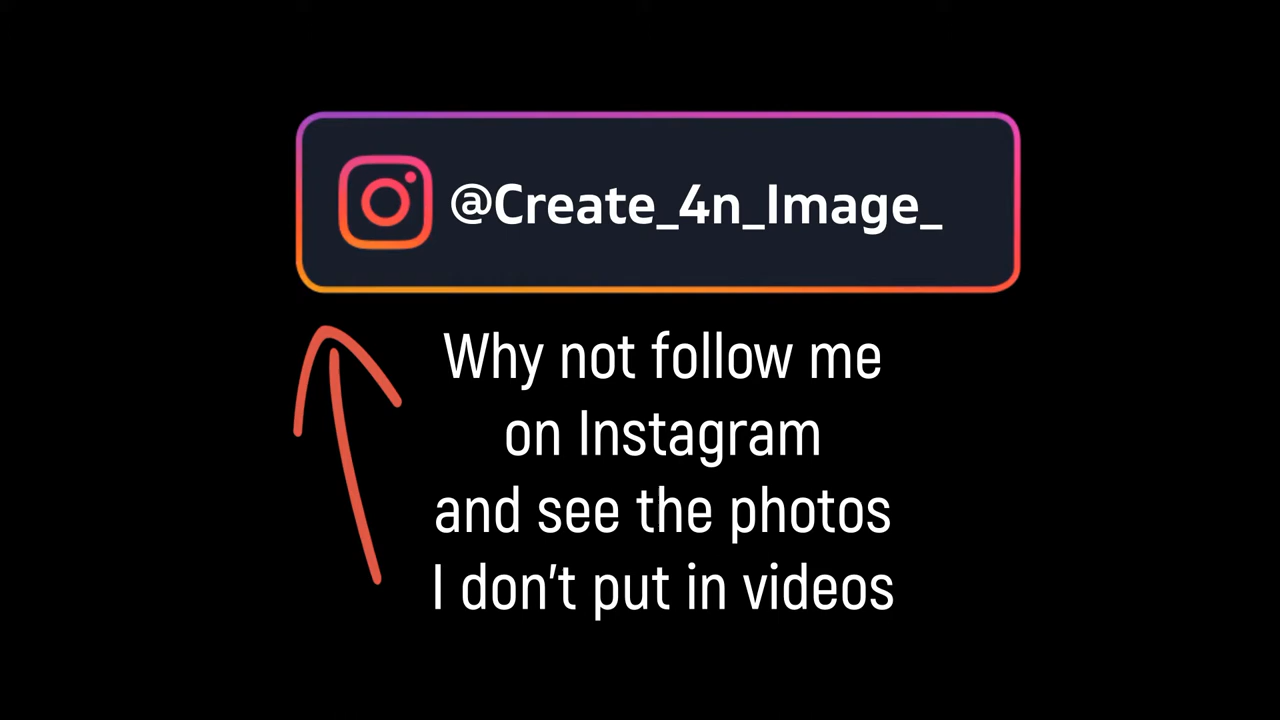 @Create_4n_Image_
Why not follow me
on Instagram
and see the photos
I don't put in videos